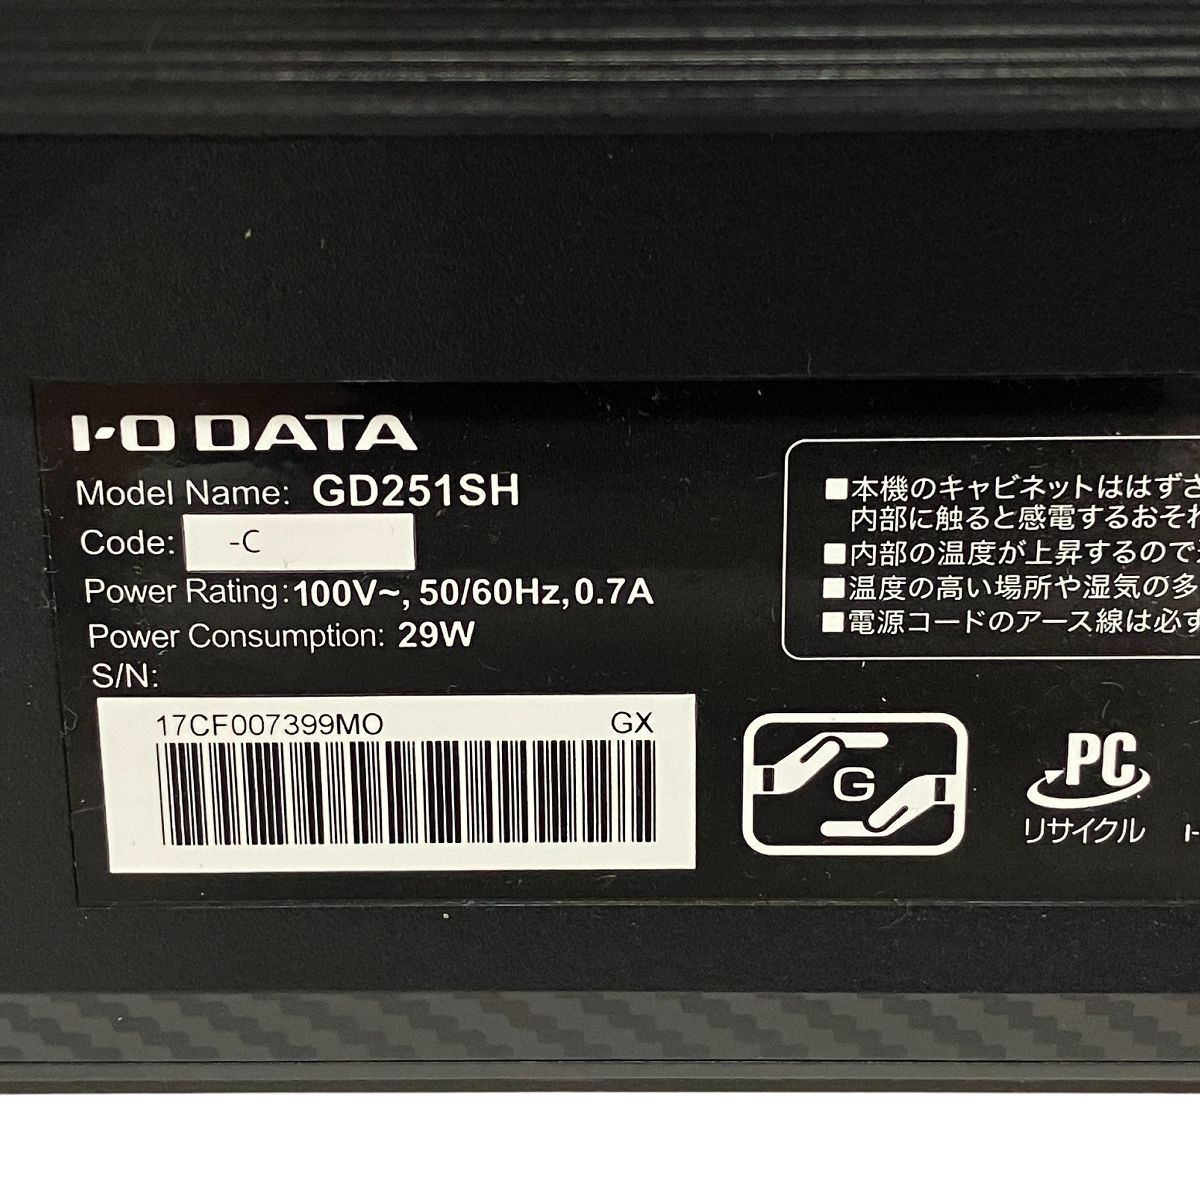 I-O DATA
Model Name: GD251SH
Code: -C
Power Rating: 100V~, 50/60Hz, 0.7A
Power Consumption: 29W
S/N:
17CF007399MO GX
■本機のキャビネットははずさ
内部に触ると感電するおそれ
■内部の温度が上昇するので
■温度の高い場所や湿気の多
■電源コードのアース線は必ず
G
PC
リサイクル